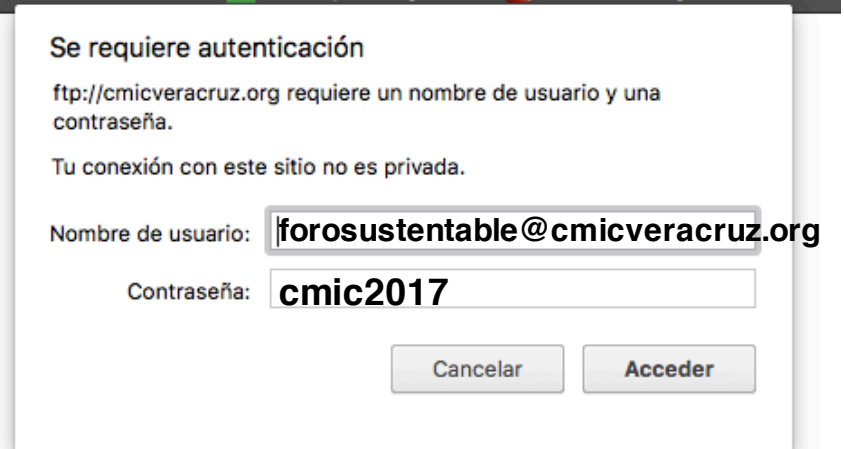 Se requiere autenticación
ftp://cmicveracruz.org requiere un nombre de usuario y una
contraseña.
Tu conexión con este sitio no es privada.
Nombre de usuario: forosustentable@cmicveracruz.org
Contraseña: cmic2017
Cancelar Acceder